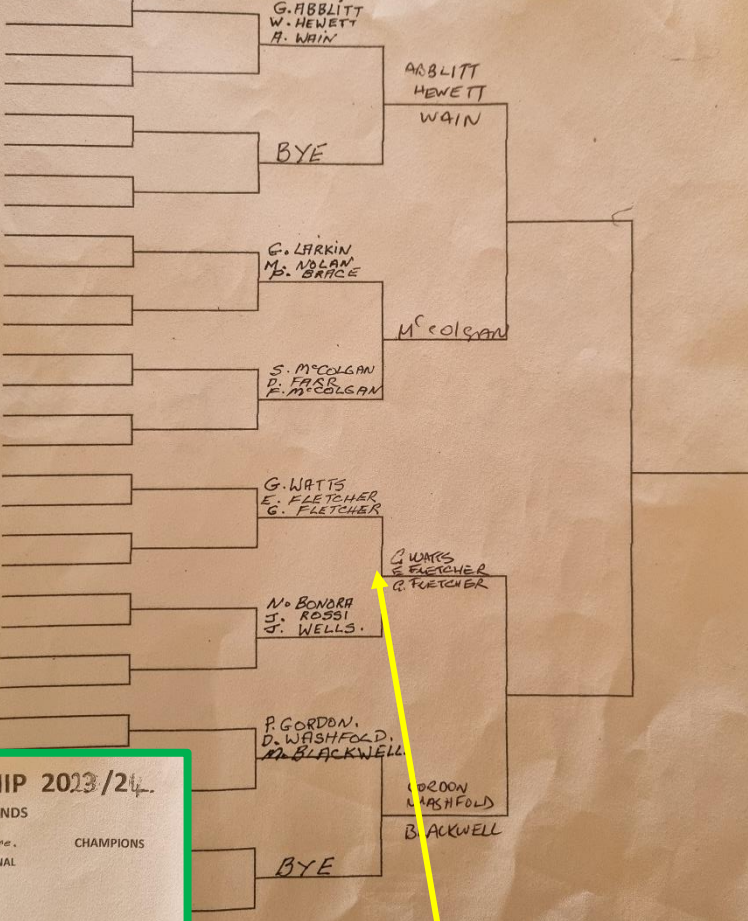 G. ABBLITT
W. HEWETT
A. WAIN
ABBLITT
HEWETT
WAIN
BYE
G. LARKIN
M. NOLAN
P. BRACE
McCOLGAN
S. McCOLGAN
D. FARR
F. McCOLGAN
G. WATTS
E. FLETCHER
G. FLETCHER
G WATTS
E FLETCHER
G. FLETCHER
N. BONORA
J. ROSSI
J. WELLS.
P. GORDON.
D. WASHFOLD.
M. BLACKWELL.
GORDON
WASHFOLD
BLACKWELL
BYE
HIP 2023/24.
NDS
CHAMPIONS
NAL